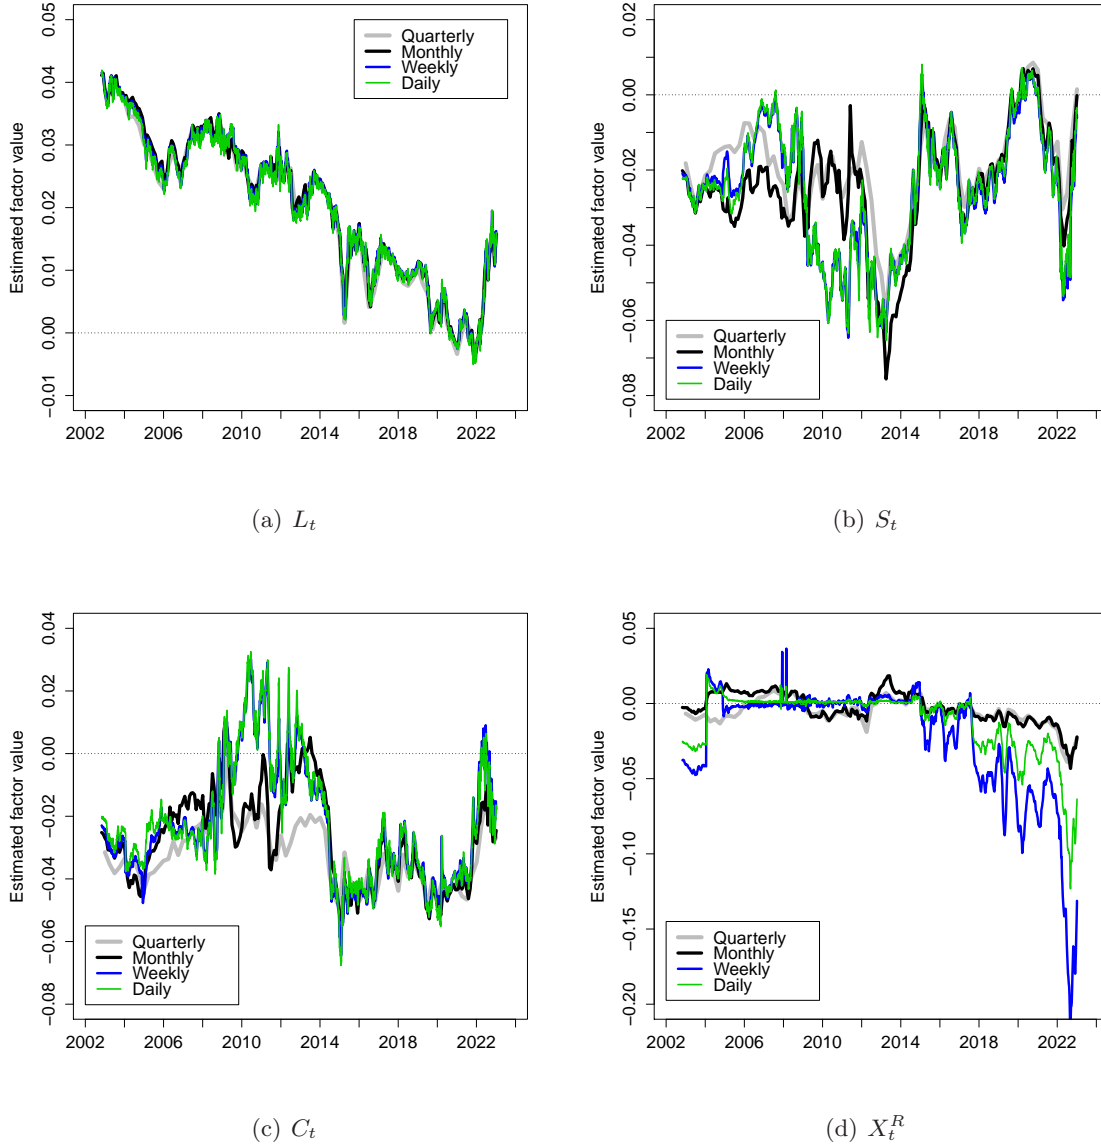 0.05
0.04
0.03
0.02
0.01
0.00
−0.01
Estimated factor value
Quarterly
Monthly
Weekly
Daily
2002 2006 2010 2014 2018 2022
(a) L_t
0.02
0.00
−0.02
−0.04
−0.06
−0.08
Estimated factor value
Quarterly
Monthly
Weekly
Daily
2002 2006 2010 2014 2018 2022
(b) S_t
0.04
0.02
0.00
−0.02
−0.04
−0.06
−0.08
Estimated factor value
Quarterly
Monthly
Weekly
Daily
2002 2006 2010 2014 2018 2022
(c) C_t
0.05
0.00
−0.05
−0.10
−0.15
−0.20
Estimated factor value
Quarterly
Monthly
Weekly
Daily
2002 2006 2010 2014 2018 2022
(d) X_t^R